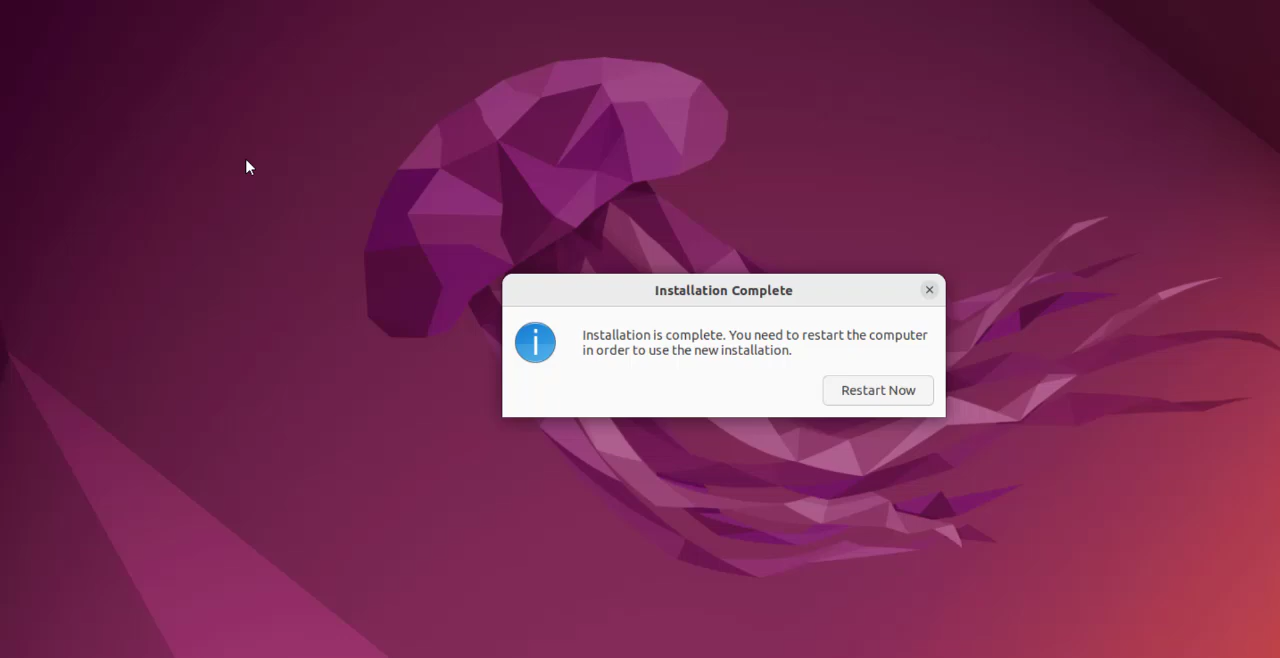 Installation Complete
Installation is complete. You need to restart the computer
in order to use the new installation.
Restart Now